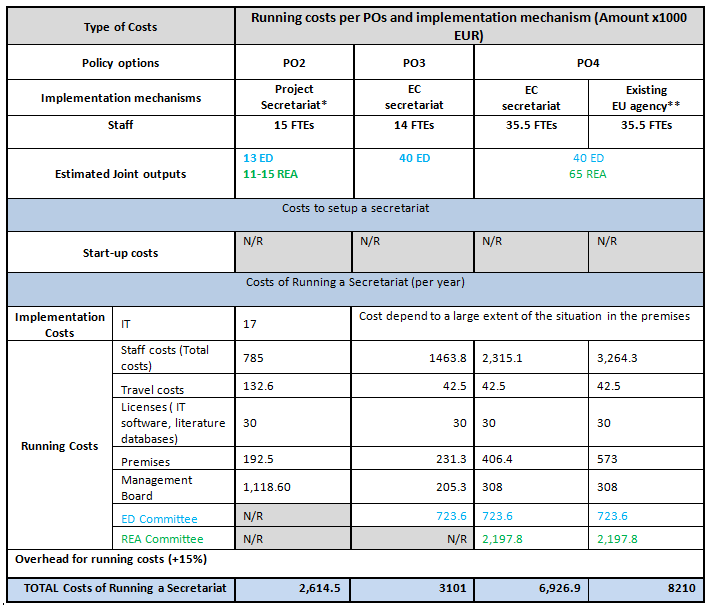 Type of Costs
Running costs per POs and implementation mechanism (Amount x1000
EUR)
Policy options
PO2
PO3
PO4
Implementation mechanisms
Project
Secretariat*
EC
secretariat
EC
secretariat
Existing
EU agency**
Staff
15 FTEs
14 FTEs
35.5 FTEs
35.5 FTEs
Estimated Joint outputs
13 ED
11-15 REA
40 ED
40 ED
65 REA
Costs to setup a secretariat
Start-up costs
N/R
N/R
N/R
N/R
Costs of Running a Secretariat (per year)
Implementation
Costs
IT
17
Cost depend to a large extent of the situation in the premises
Running Costs
Staff costs (Total
costs)
785
1463.8
2,315.1
3,264.3
Travel costs
132.6
42.5
42.5
42.5
Licenses ( IT
software, literature
databases)
30
30
30
30
Premises
192.5
231.3
406.4
573
Management
Board
1,118.60
205.3
308
308
ED Committee
N/R
723.6
723.6
723.6
REA Committee
N/R
N/R
2,197.8
2,197.8
Overhead for running costs (+15%)
TOTAL Costs of Running a Secretariat
2,614.5
3101
6,926.9
8210